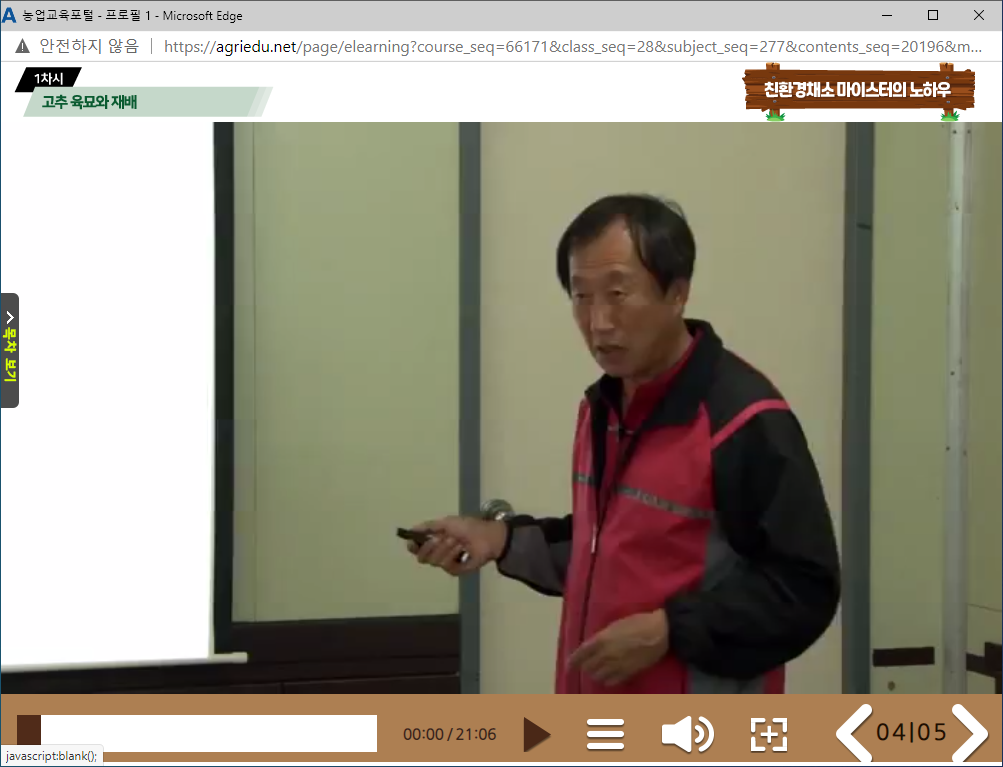 농업교육포털 - 프로필 1 - Microsoft Edge
안전하지 않음 | https://agriedu.net/page/elearning?course_seq=66171&class_seq=28&subject_seq=277&contents_seq=20196&m...
1차시
고추 육묘와 재배
친환경채소 마이스터의 노하우
목차 보기
00:00 / 21:06
04|05
javascript:blank();